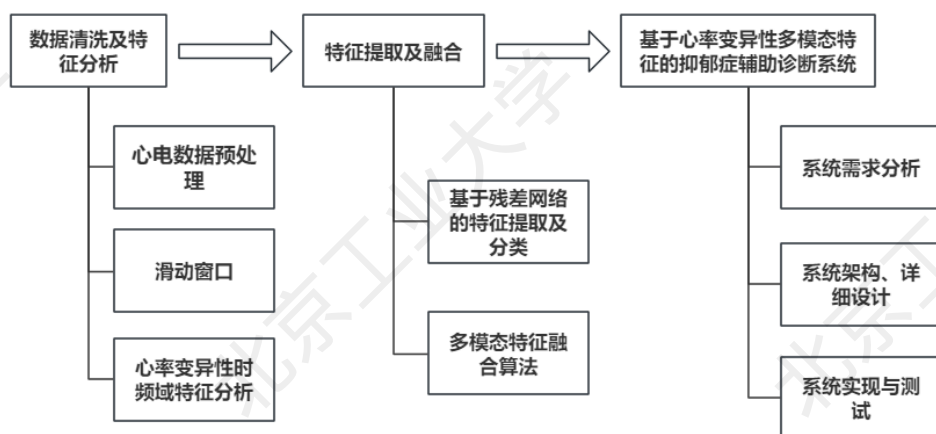 数据清洗及特
征分析
特征提取及融合
基于心率变异性多模态特
征的抑郁症辅助诊断系统
心电数据预处
理
滑动窗口
心率变异性时
频域特征分析
基于残差网络
的特征提取及
分类
多模态特征融
合算法
系统需求分析
系统架构、详
细设计
系统实现与测
试
北京工业大学
北京工